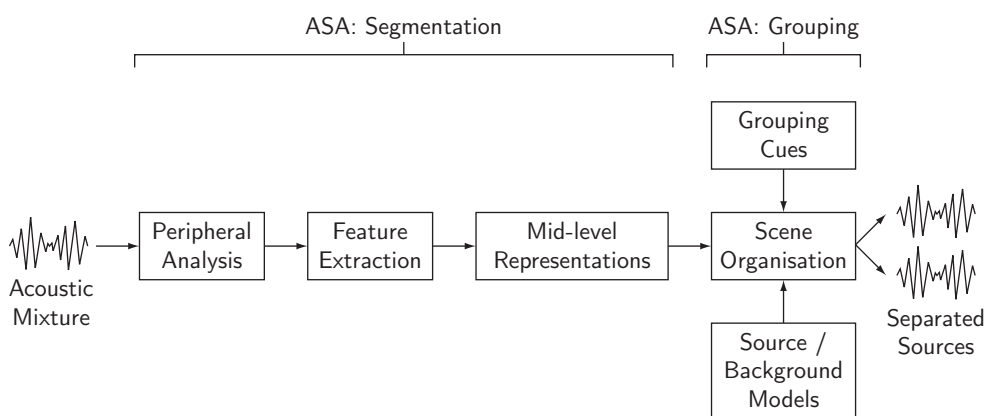 ASA: Segmentation
ASA: Grouping
Grouping
Cues
Acoustic
Mixture
Peripheral
Analysis
Feature
Extraction
Mid-level
Representations
Scene
Organisation
Separated
Sources
Source /
Background
Models